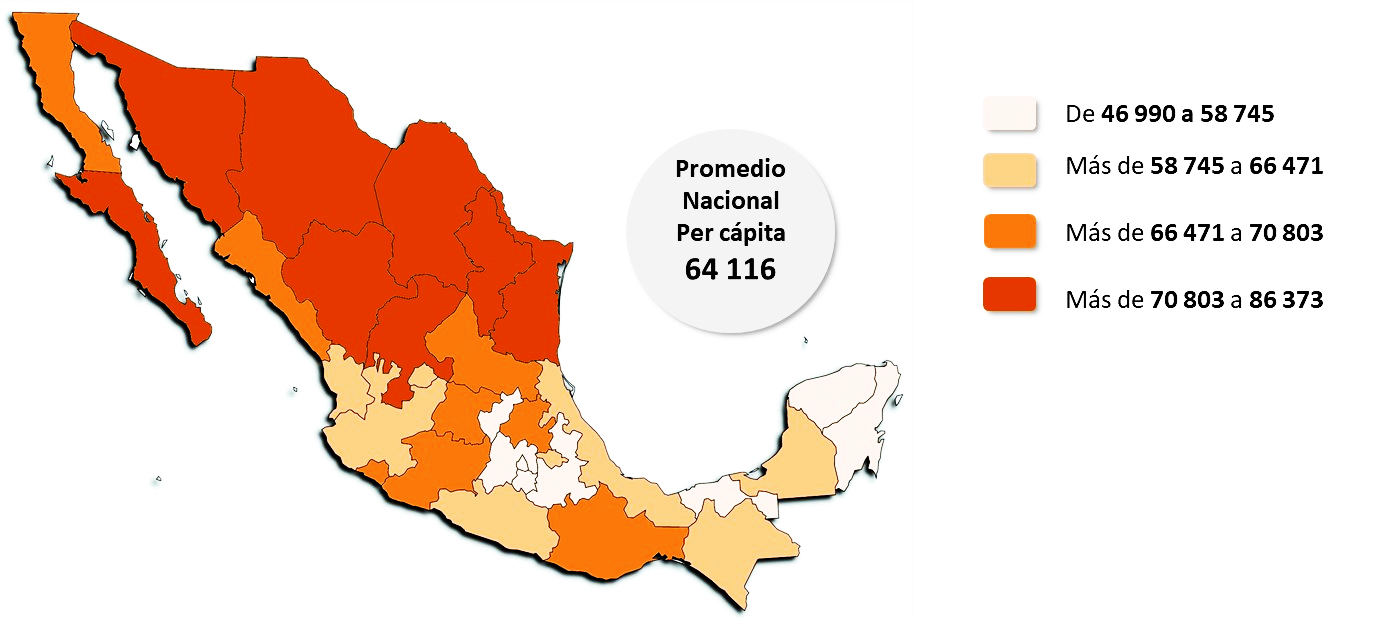 Promedio
Nacional
Per cápita
64 116
De 46 990 a 58 745
Más de 58 745 a 66 471
Más de 66 471 a 70 803
Más de 70 803 a 86 373